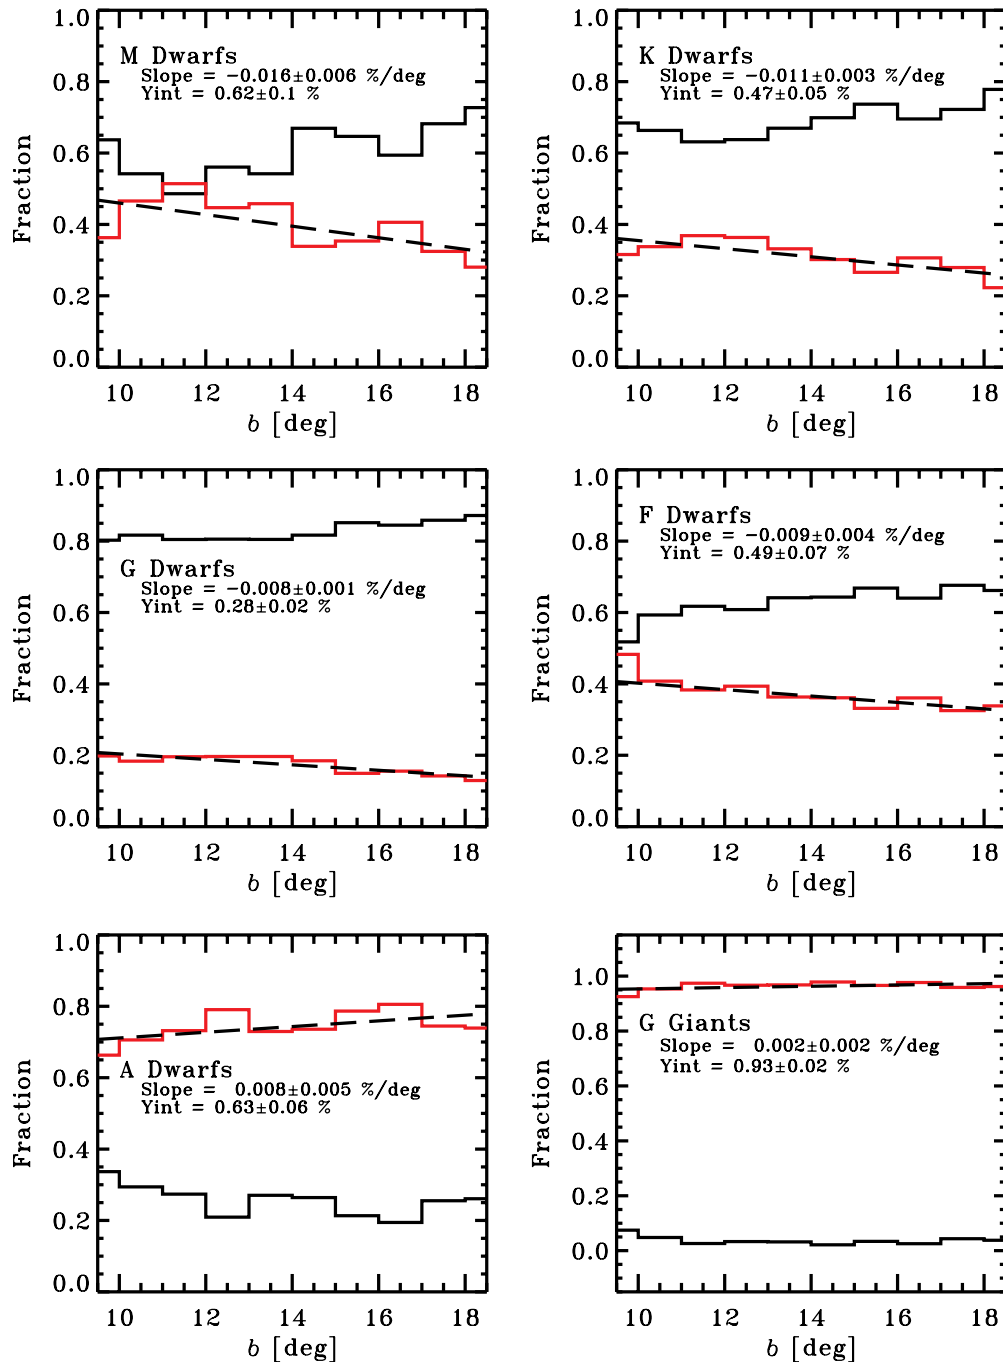 1.0
0.8
0.6
0.4
0.2
0.0
Fraction
M Dwarfs
Slope = −0.016±0.006 %/deg
Yint = 0.62±0.1 %
10 12 14 16 18
b [deg]
1.0
0.8
0.6
0.4
0.2
0.0
Fraction
K Dwarfs
Slope = −0.011±0.003 %/deg
Yint = 0.47±0.05 %
10 12 14 16 18
b [deg]
1.0
0.8
0.6
0.4
0.2
0.0
Fraction
G Dwarfs
Slope = −0.008±0.001 %/deg
Yint = 0.28±0.02 %
10 12 14 16 18
b [deg]
1.0
0.8
0.6
0.4
0.2
0.0
Fraction
F Dwarfs
Slope = −0.009±0.004 %/deg
Yint = 0.49±0.07 %
10 12 14 16 18
b [deg]
1.0
0.8
0.6
0.4
0.2
0.0
Fraction
A Dwarfs
Slope = 0.008±0.005 %/deg
Yint = 0.63±0.06 %
10 12 14 16 18
b [deg]
1.0
0.8
0.6
0.4
0.2
0.0
Fraction
G Giants
Slope = 0.002±0.002 %/deg
Yint = 0.93±0.02 %
10 12 14 16 18
b [deg]